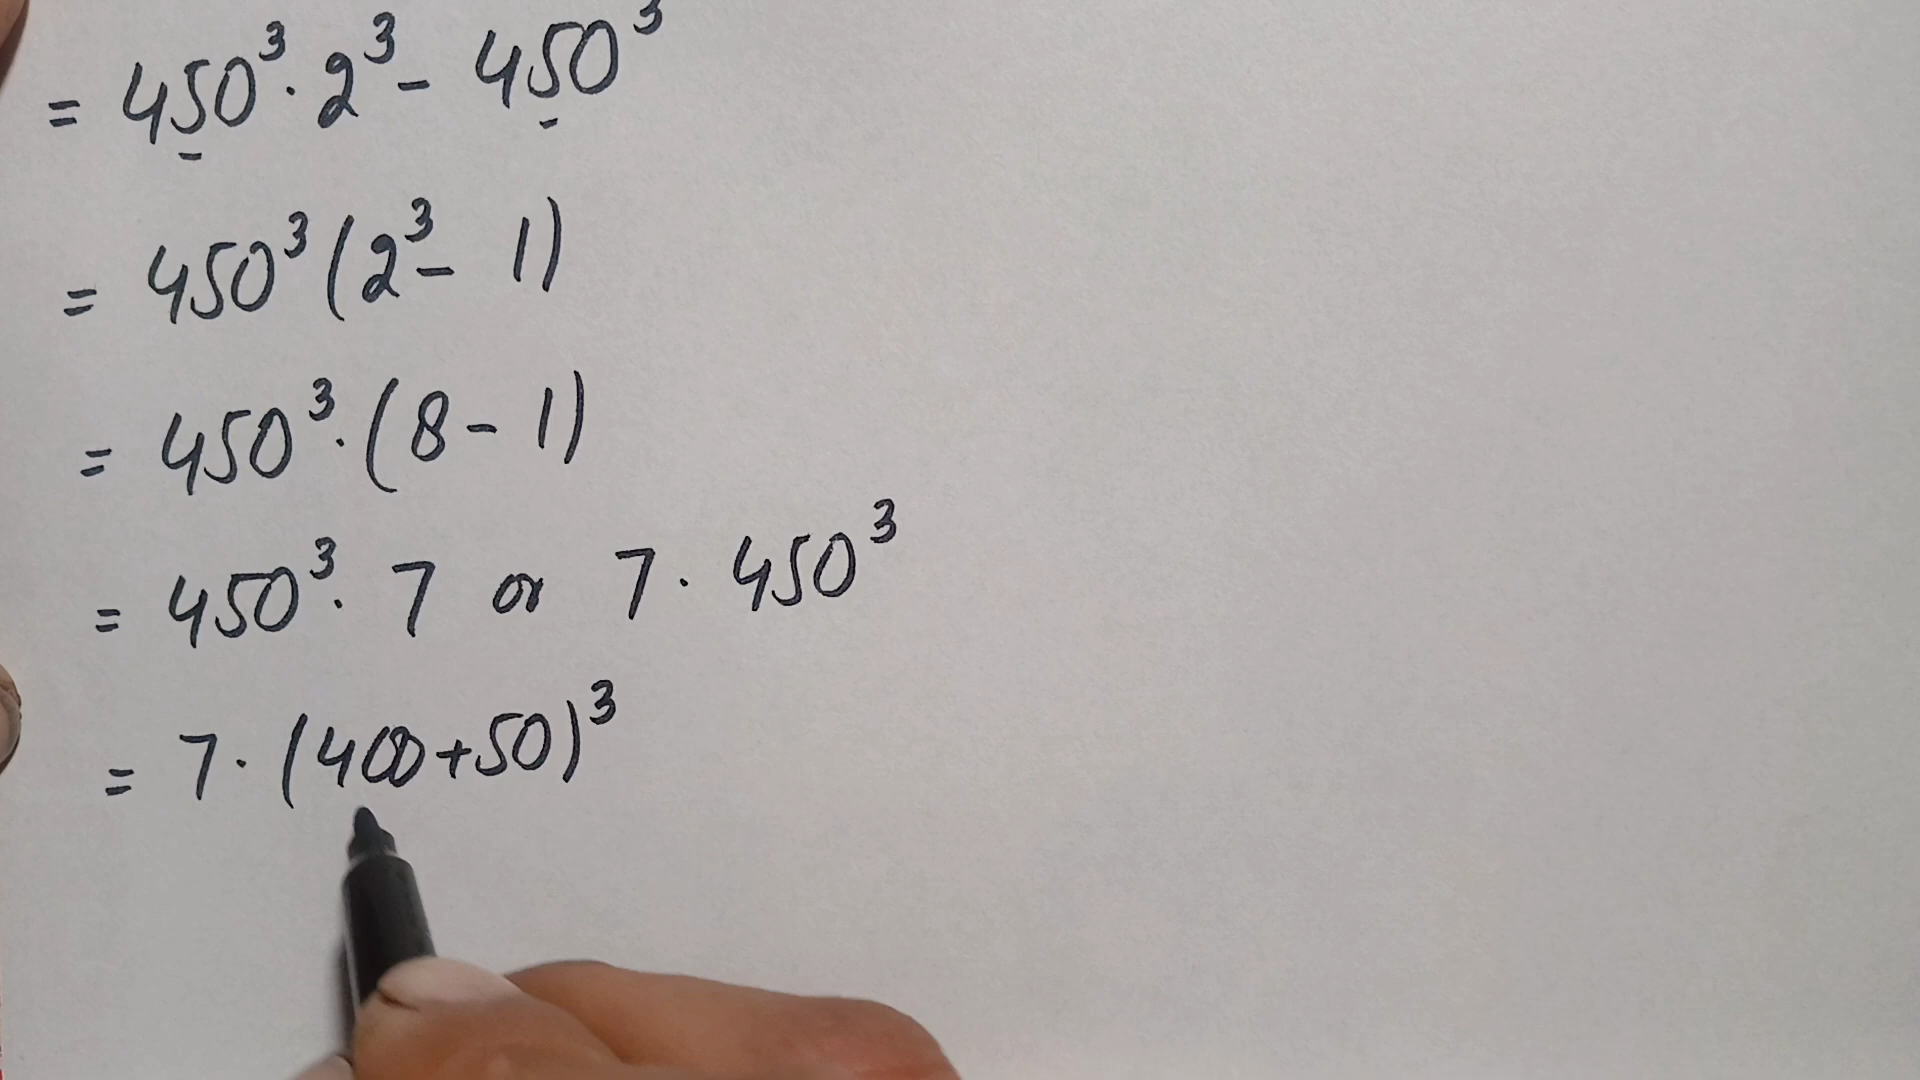 = 450³ · 2³ - 450³
= 450³ (2³ - 1)
= 450³ · (8 - 1)
= 450³ · 7 or 7 · 450³
= 7 · (400+50)³